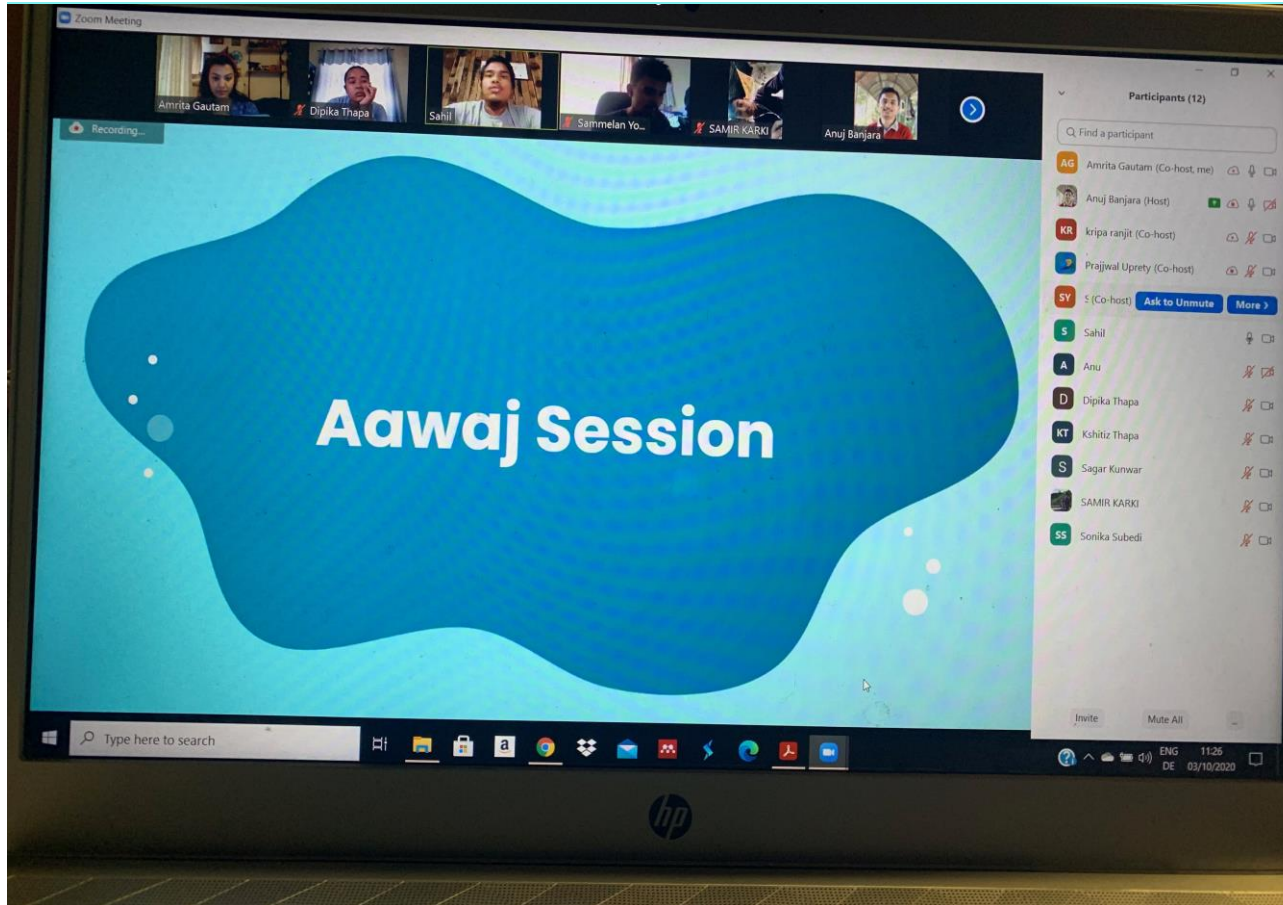 Zoom Meeting
Amrita Gautam
Dipika Thapa
Sahil
Sammelan Yo...
SAMIR KARKI
Anuj Banjara
Recording...
Aawaj Session
Participants (12)
Find a participant
AG Amrita Gautam (Co-host, me)
Anuj Banjara (Host)
KR kripa ranjit (Co-host)
Prajjwal Uprety (Co-host)
SY S (Co-host) Ask to Unmute More >
S Sahil
A Anu
D Dipika Thapa
KT Kshitiz Thapa
S Sagar Kunwar
SAMIR KARKI
SS Sonika Subedi
Invite Mute All ...
Type here to search
a
ENG 11:26
DE 03/10/2020
hp